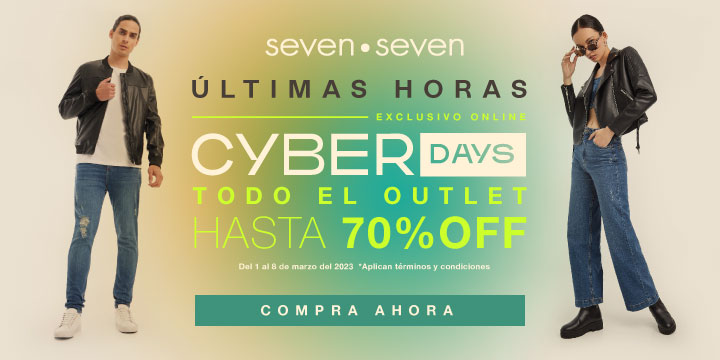 seven•seven
ÚLTIMAS HORAS
EXCLUSIVO ONLINE
CYBER DAYS
TODO EL OUTLET
HASTA 70%OFF
Del 1 al 6 de marzo del 2023 *Aplican términos y condiciones
COMPRA AHORA